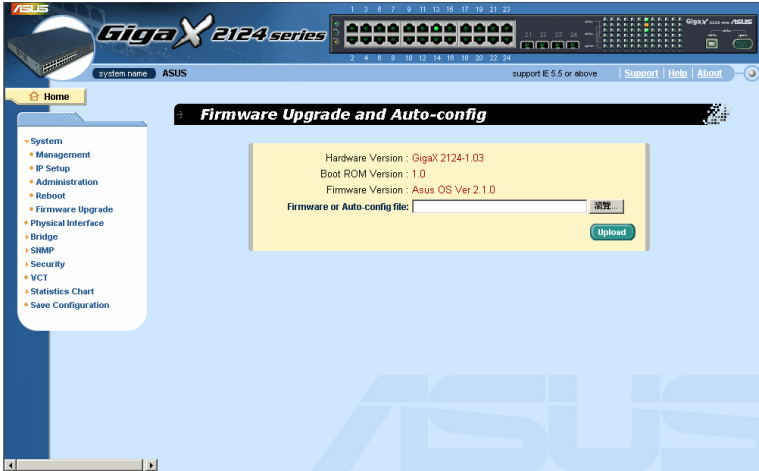 ASUS
GigaX 2124 series
1 3 5 7 9 11 13 15 17 19 21 23
2 4 6 8 10 12 14 16 18 20 22 24
21 22 23 24
GigaX 2124 series ASUS
system name ASUS
support IE 5.5 or above
Support | Help | About
Home
System
Management
IP Setup
Administration
Reboot
Firmware Upgrade
Physical Interface
Bridge
SNMP
Security
VCT
Statistics Chart
Save Configuration
Firmware Upgrade and Auto-config
Hardware Version : GigaX 2124-1.03
Boot ROM Version : 1.0
Firmware Version : Asus OS Ver 2.1.0
Firmware or Auto-config file:
瀏覽...
Upload
ASUS